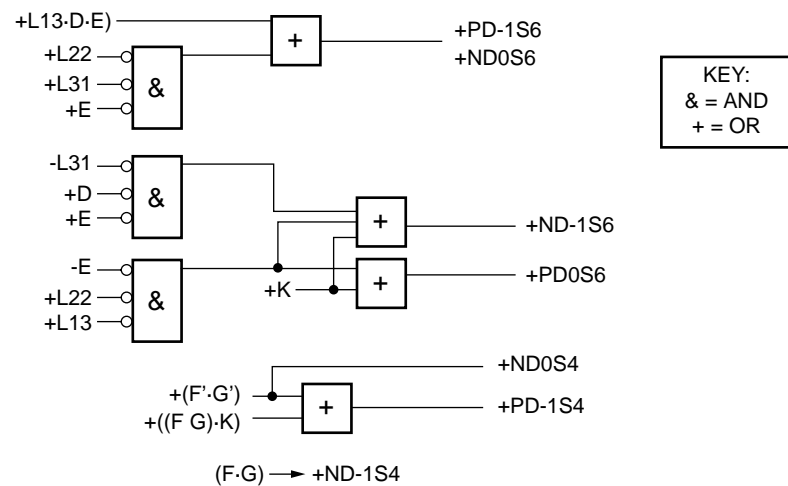 +L13·D·E)
+L22
+L31
+E
&
+
+PD-1S6
+ND0S6
KEY:
& = AND
+ = OR
-L31
+D
+E
&
+
+ND-1S6
-E
+L22
+L13
&
+K
+
+PD0S6
+ND0S4
+(F'·G')
+((F G)·K)
+
+PD-1S4
(F·G) → +ND-1S4